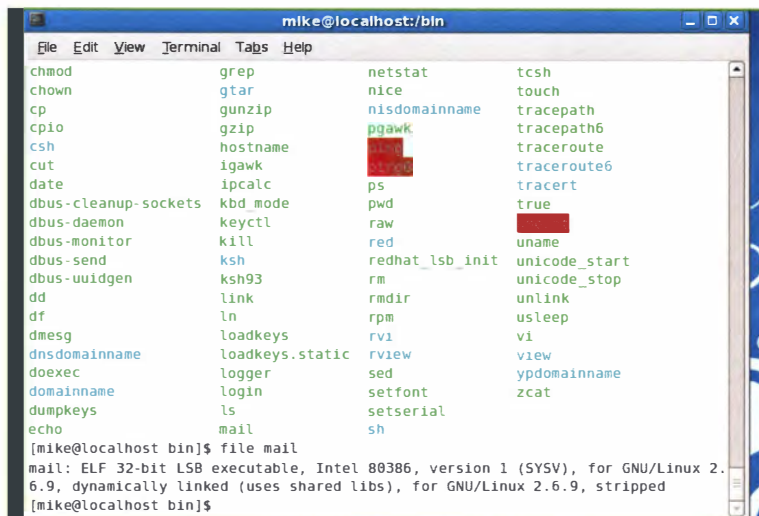 mike@localhost:/bin
File Edit View Terminal Tabs Help
chmod grep netstat tcsh
chown gtar nice touch
cp gunzip nisdomainname tracepath
cpio gzip pgawk tracepath6
csh hostname traceroute
cut igawk traceroute6
date ipcalc ps tracert
dbus-cleanup-sockets kbd_mode pwd true
dbus-daemon keyctl raw
dbus-monitor kill red uname
dbus-send ksh redhat_lsb_init unicode_start
dbus-uuidgen ksh93 rm unicode_stop
dd link rmdir unlink
df ln rpm usleep
dmesg loadkeys rvi vi
dnsdomainname loadkeys.static rview view
doexec logger sed ypdomainname
domainname login setfont zcat
dumpkeys ls setserial
echo mail sh
[mike@localhost bin]$ file mail
mail: ELF 32-bit LSB executable, Intel 80386, version 1 (SYSV), for GNU/Linux 2.
6.9, dynamically linked (uses shared libs), for GNU/Linux 2.6.9, stripped
[mike@localhost bin]$